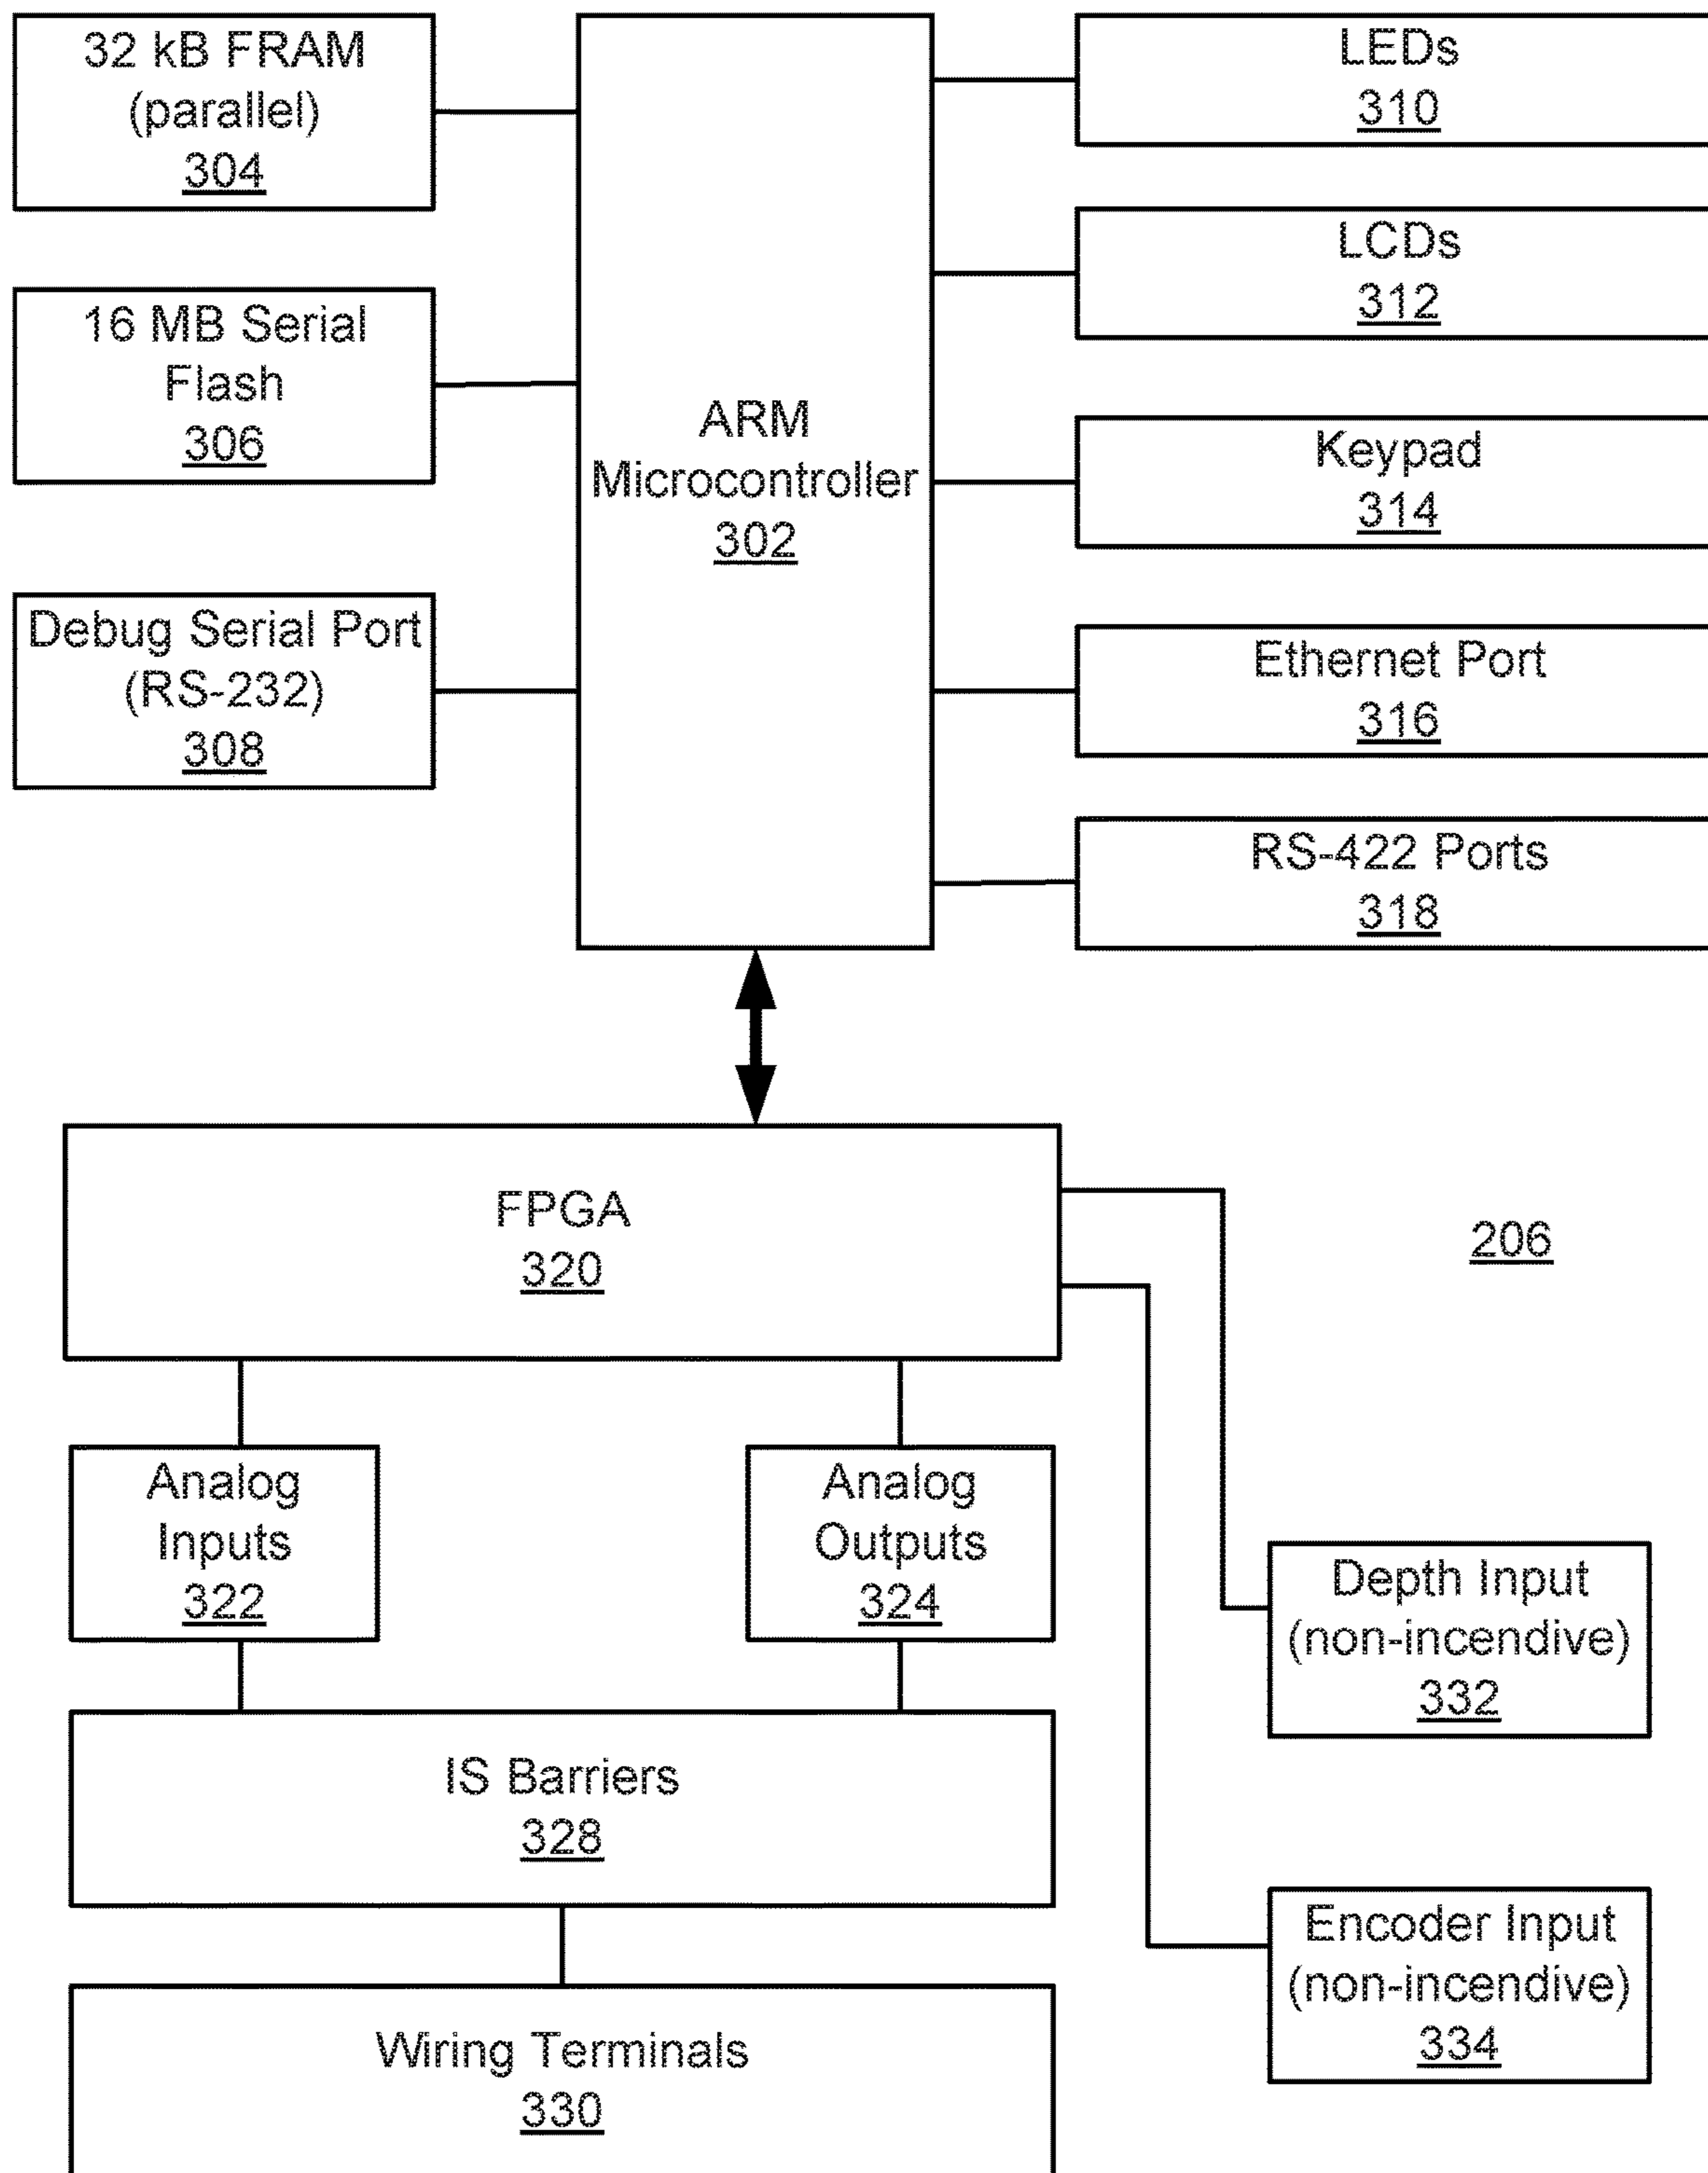 32 kB FRAM
(parallel)
304
16 MB Serial
Flash
306
Debug Serial Port
(RS-232)
308
ARM
Microcontroller
302
LEDs
310
LCDs
312
Keypad
314
Ethernet Port
316
RS-422 Ports
318
FPGA
320
206
Analog
Inputs
322
Analog
Outputs
324
Depth Input
(non-incendive)
332
IS Barriers
328
Encoder Input
(non-incendive)
334
Wiring Terminals
330